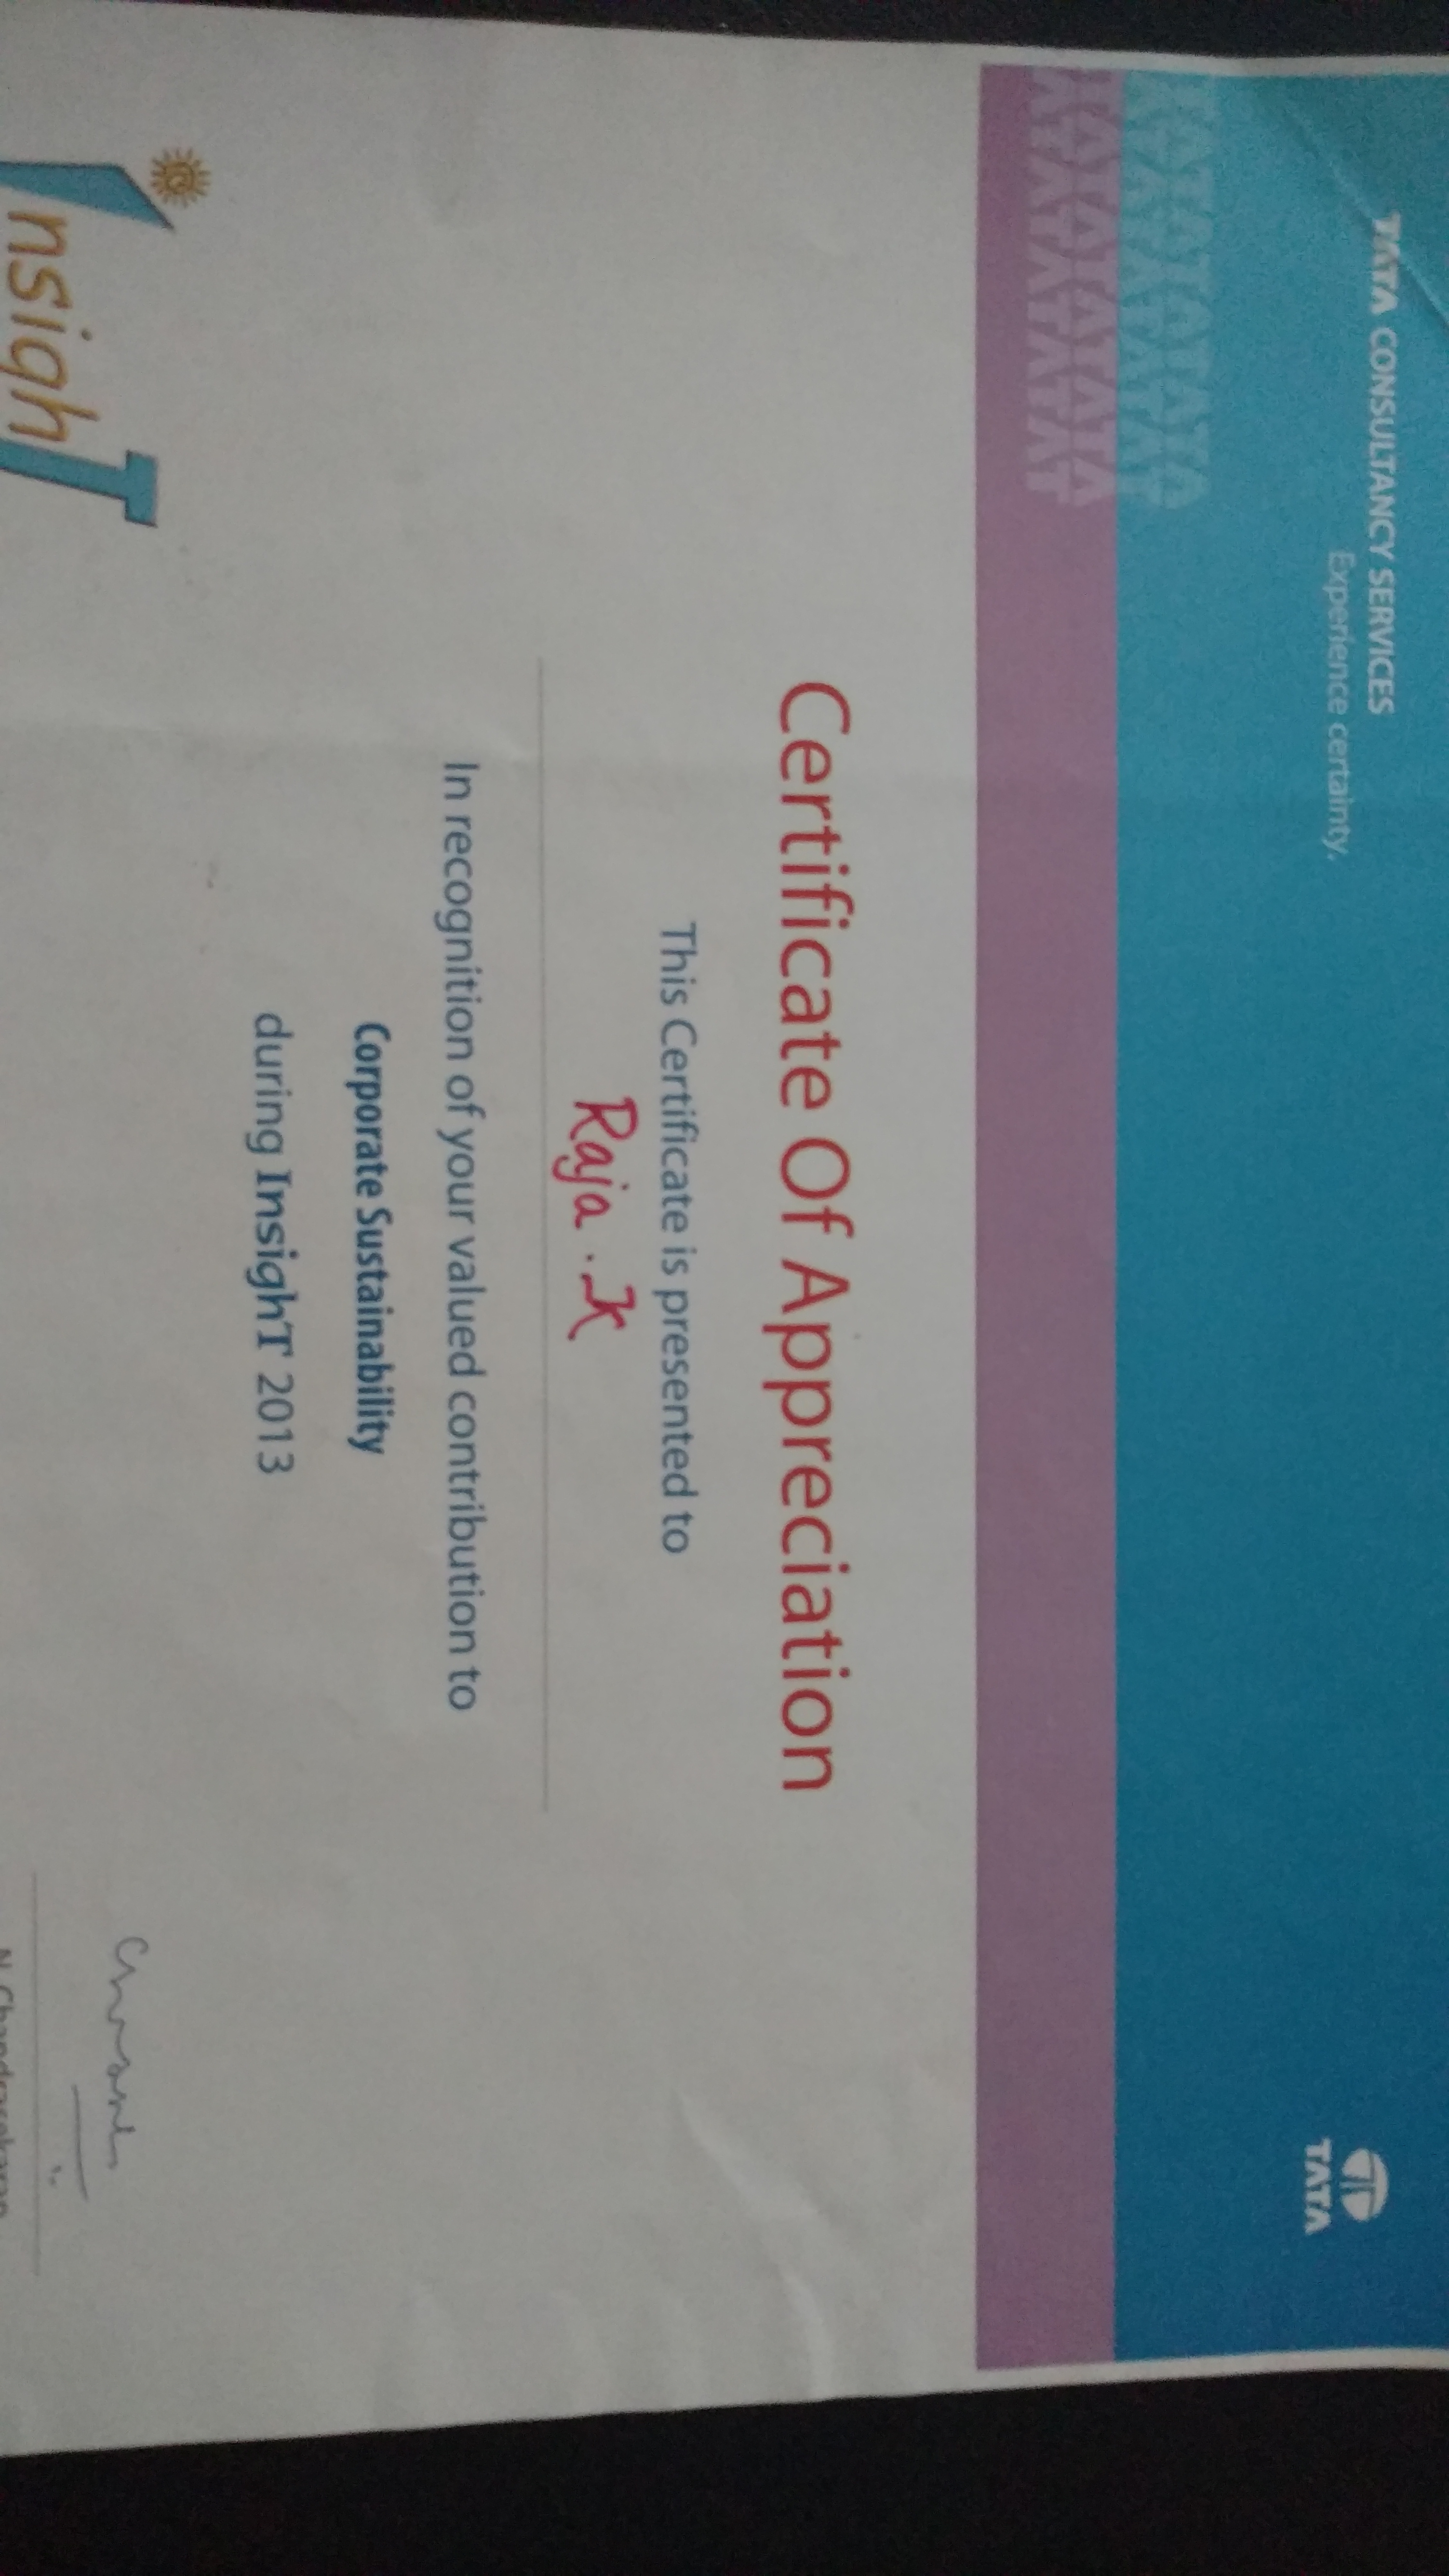 TATA CONSULTANCY SERVICES
Experience certainty.
TATA
Certificate Of Appreciation
This Certificate is presented to
Raja . K
In recognition of your valued contribution to
Corporate Sustainability
during InsighT 2013
InsighT
N Chandrasekaran